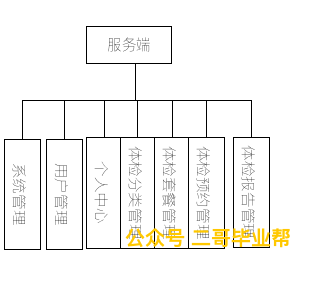 服务端
系统管理
用户管理
个人中心
体检分类管理
体检套餐管理
体检预约管理
体检报告管理
公众号 二哥毕业帮